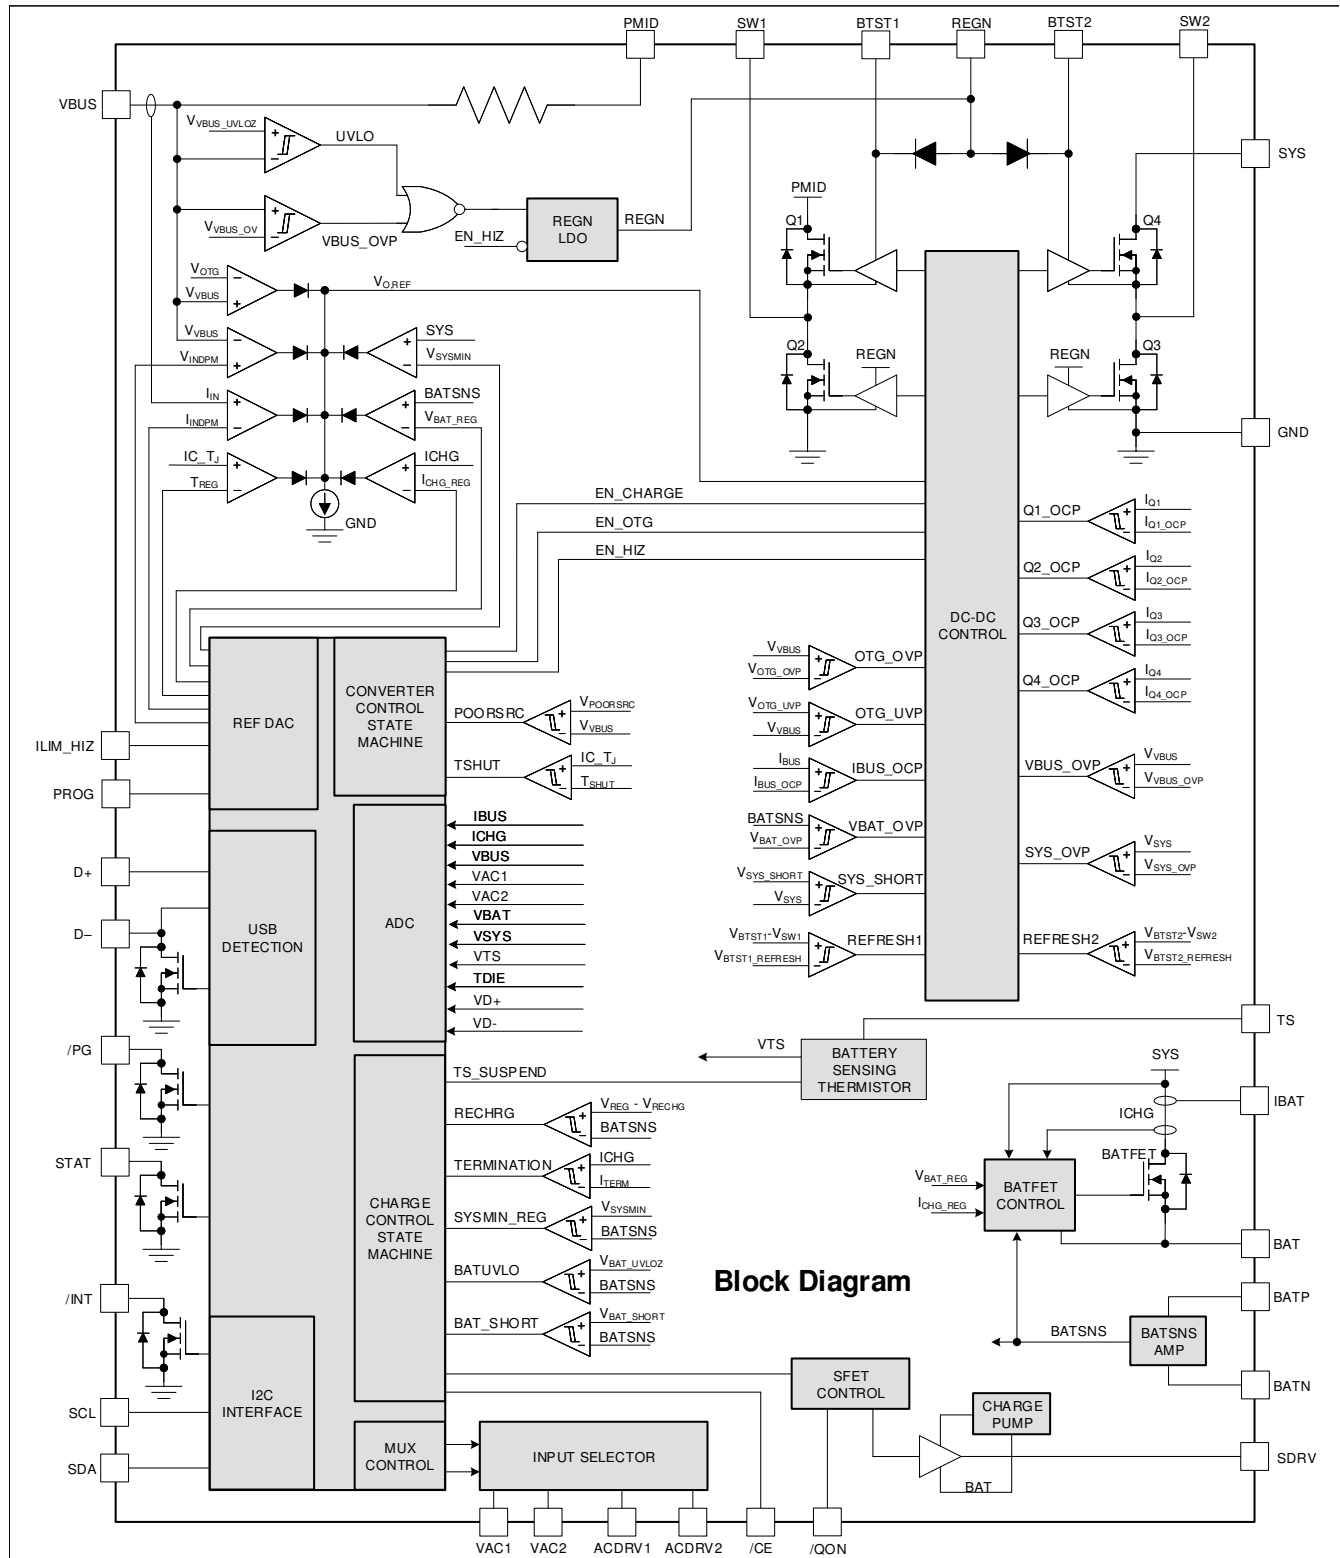 PMID
SW1
BTST1
REGN
BTST2
SW2
VBUS
VVBUS_UVLOZ
UVLO
VVBUS_OV
VBUS_OVP
EN_HIZ
REGN
LDO
REGN
SYS
PMID
Q1
Q4
VOTG
VVBUS
VO,REF
VVBUS
VINDPM
SYS
VSYSMIN
Q2
REGN
REGN
Q3
IIN
IINDPM
BATSNS
VBAT_REG
GND
IC_TJ
TREG
ICHG
ICHG_REG
GND
EN_CHARGE
EN_OTG
EN_HIZ
DC-DC
CONTROL
Q1_OCP
IQ1
IQ1_OCP
Q2_OCP
IQ2
IQ2_OCP
Q3_OCP
IQ3
IQ3_OCP
Q4_OCP
IQ4
IQ4_OCP
VVBUS
VOTG_OVP
OTG_OVP
VOTG_UVP
VVBUS
OTG_UVP
IBUS
IBUS_OCP
IBUS_OCP
BATSNS
VBAT_OVP
VBAT_OVP
VSYS_SHORT
VSYS
SYS_SHORT
VBTST1-VSW1
VBTST1_REFRESH
REFRESH1
VBUS_OVP
VVBUS
VVBUS_OVP
SYS_OVP
VSYS
VSYS_OVP
REFRESH2
VBTST2-VSW2
VBTST2_REFRESH
REF DAC
CONVERTER
CONTROL
STATE
MACHINE
POORSRC
VPOORSRC
VVBUS
TSHUT
IC_TJ
TSHUT
ILIM_HIZ
PROG
D+
D–
USB
DETECTION
ADC
IBUS
ICHG
VBUS
VAC1
VAC2
VBAT
VSYS
VTS
TDIE
VD+
VD-
/PG
STAT
/INT
SCL
SDA
I2C
INTERFACE
CHARGE
CONTROL
STATE
MACHINE
TS_SUSPEND
VTS
BATTERY
SENSING
THERMISTOR
TS
RECHRG
VREG - VRECHG
BATSNS
TERMINATION
ICHG
ITERM
SYSMIN_REG
VSYSMIN
BATSNS
BATUVLO
VBAT_UVLOZ
BATSNS
BAT_SHORT
VBAT_SHORT
BATSNS
SYS
IBAT
ICHG
BATFET
VBAT_REG
ICHG_REG
BATFET
CONTROL
BAT
Block Diagram
BATP
BATSNS
BATSNS
AMP
BATN
SFET
CONTROL
CHARGE
PUMP
BAT
SDRV
MUX
CONTROL
INPUT SELECTOR
VAC1
VAC2
ACDRV1
ACDRV2
/CE
/QON